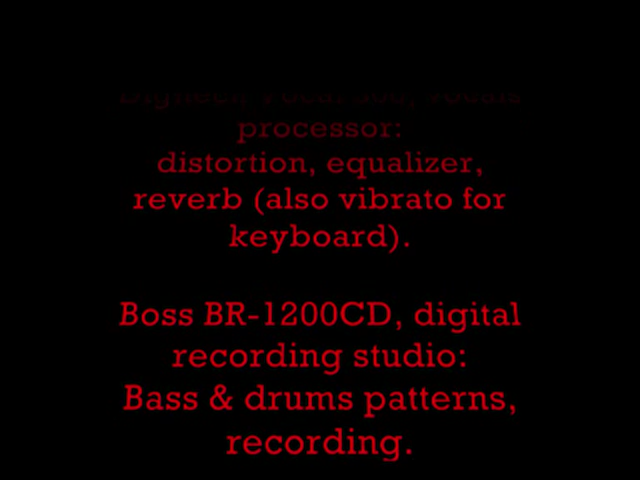 processor:
distortion, equalizer,
reverb (also vibrato for
keyboard).
Boss BR-1200CD, digital
recording studio:
Bass & drums patterns,
recording.